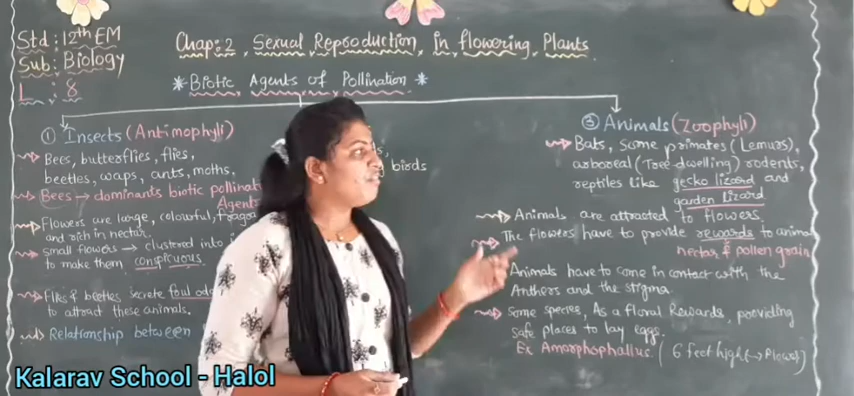 Std : 12th EM
Sub: Biology
L : 8
Chap:2, Sexual Reproduction, in flowering, Plants
*Biotic Agents of Pollination *
① Insects (Antimophyli)
Bees, butterflies, flies,
beetles, waps, ants, moths,
Bees → dominants biotic pollinat
Agent
Flowers are large, colourful, fraga
and rich in nectar.
Small flowers → clustered into i
to make them conspicuous
& beetles secrete foul od
to attract these animals.
Relationship between
s,
birds
③ Animals (Zoophyli)
Bats, Some primates (Lemurs),
arboreal (Tree-dwelling) rodents,
reptiles like gecko lizard and
garden lizard
Animals are attracted to flowers.
The flowers have to provide rewards to animal
nectar & pollen grain
Animals have to come in contact with the
Anthers and the stigma.
Some species, As a floral Rewards, providing
safe places to lay eggs.
Ex Amorphophallus. (6 feet high →
Kalarav School - Halol